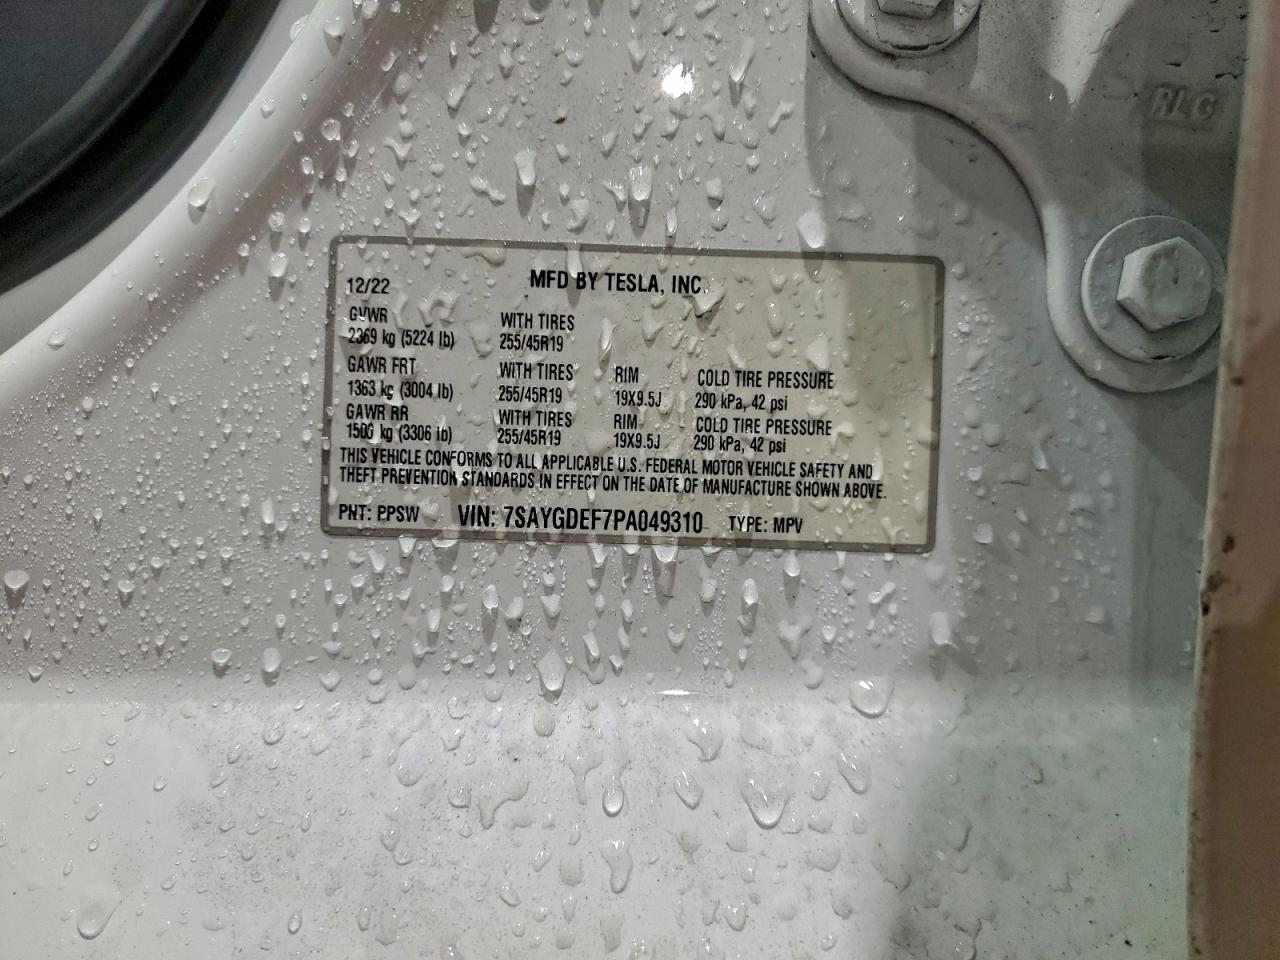 RLG
12/22 MFD BY TESLA, INC.
GVWR WITH TIRES
2369 kg (5224 lb) 255/45R19
GAWR FRT WITH TIRES RIM COLD TIRE PRESSURE
1363 kg (3004 lb) 255/45R19 19X9.5J 290 kPa, 42 psi
GAWR RR WITH TIRES RIM COLD TIRE PRESSURE
1500 kg (3306 lb) 255/45R19 19X9.5J 290 kPa, 42 psi
THIS VEHICLE CONFORMS TO ALL APPLICABLE U.S. FEDERAL MOTOR VEHICLE SAFETY AND
THEFT PREVENTION STANDARDS IN EFFECT ON THE DATE OF MANUFACTURE SHOWN ABOVE.
PNT: PPSW VIN: 7SAYGDEF7PA049310 TYPE: MPV